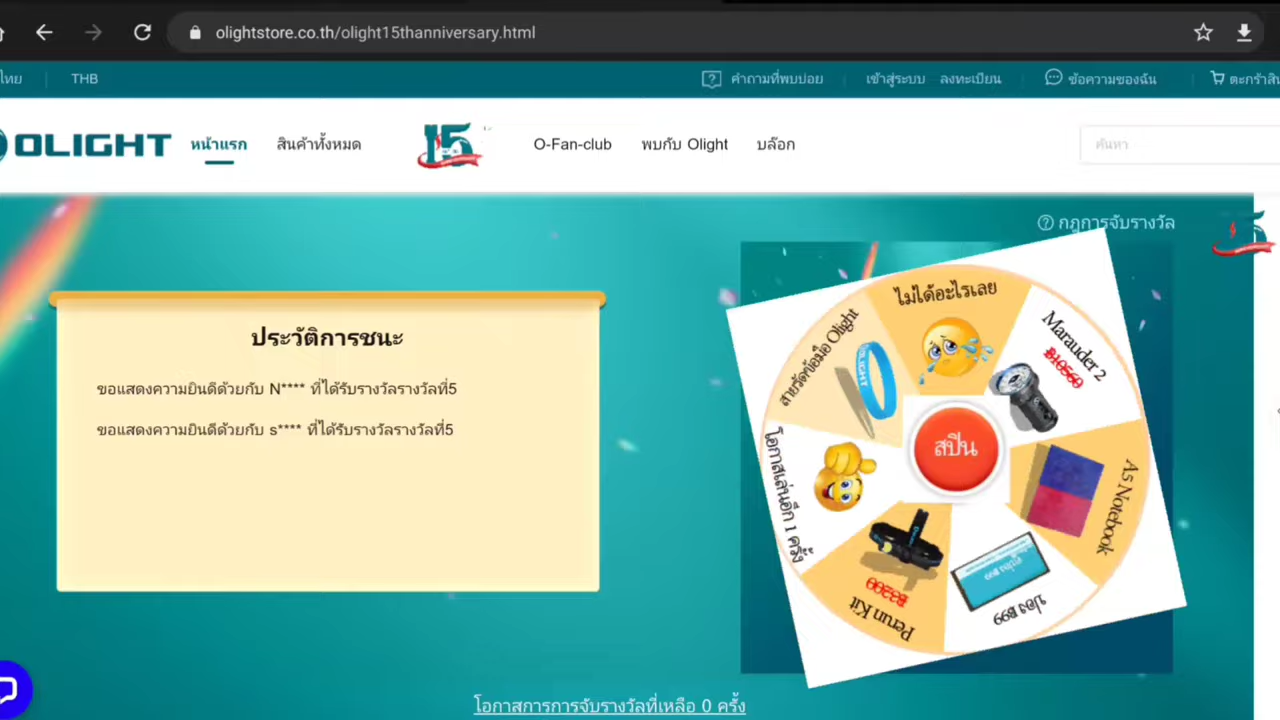 olightstore.co.th/olight15thanniversary.html
ไทย
THB
คำถามที่พบบ่อย
เข้าสู่ระบบ
ลงทะเบียน
ข้อความของฉัน
OLIGHT
หน้าแรก
สินค้าทั้งหมด
15
O-Fan-club
พบกับ Olight
บล๊อก
ค้นหา
กฎการจับรางวัล
ประวัติการชนะ
ขอแสดงความยินดีด้วยกับ N**** ที่ได้รับรางวัลรางวัลที่5
ขอแสดงความยินดีด้วยกับ s**** ที่ได้รับรางวัลรางวัลที่5
ไม่ได้อะไรเลย
Marauder 2
฿10560
A5 Notebook
Perun Kit
฿3200
โอกาสเล่นอีก 1 ครั้ง
สายรัดข้อมือ Olight
OLIGHT
สปิน
โอกาสการการจับรางวัลที่เหลือ 0 ครั้ง